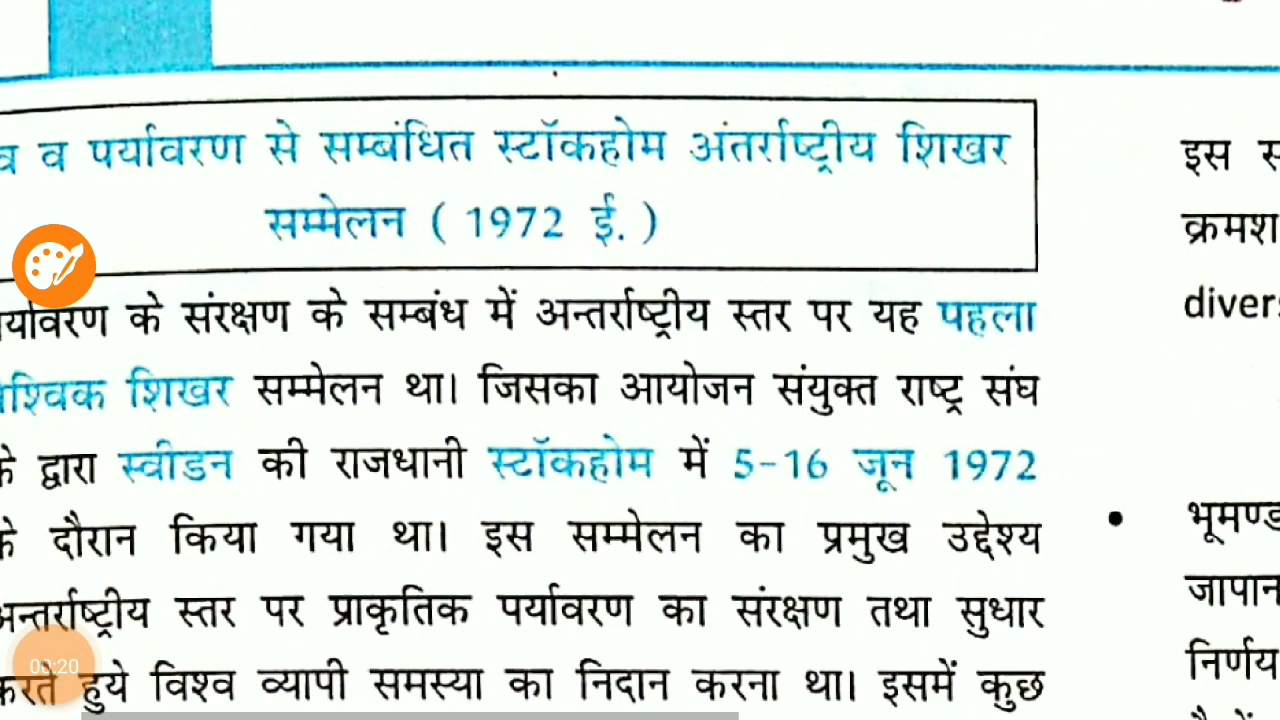 व पर्यावरण से सम्बंधित स्टॉकहोम अंतर्राष्ट्रीय शिखर
सम्मेलन ( 1972 ई. )
के संरक्षण के सम्बंध में अन्तर्राष्ट्रीय स्तर पर यह पहला
शिखर सम्मेलन था। जिसका आयोजन संयुक्त राष्ट्र संघ
द्वारा स्वीडन की राजधानी स्टॉकहोम में 5-16 जून 1972
दौरान किया गया था। इस सम्मेलन का प्रमुख उद्देश्य
अन्तर्राष्ट्रीय स्तर पर प्राकृतिक पर्यावरण का संरक्षण तथा सुधार
करते हुये विश्व व्यापी समस्या का निदान करना था। इसमें कुछ
00:20
इस
क्रमश
divers
• भूमण्ड
जापान
निर्णय